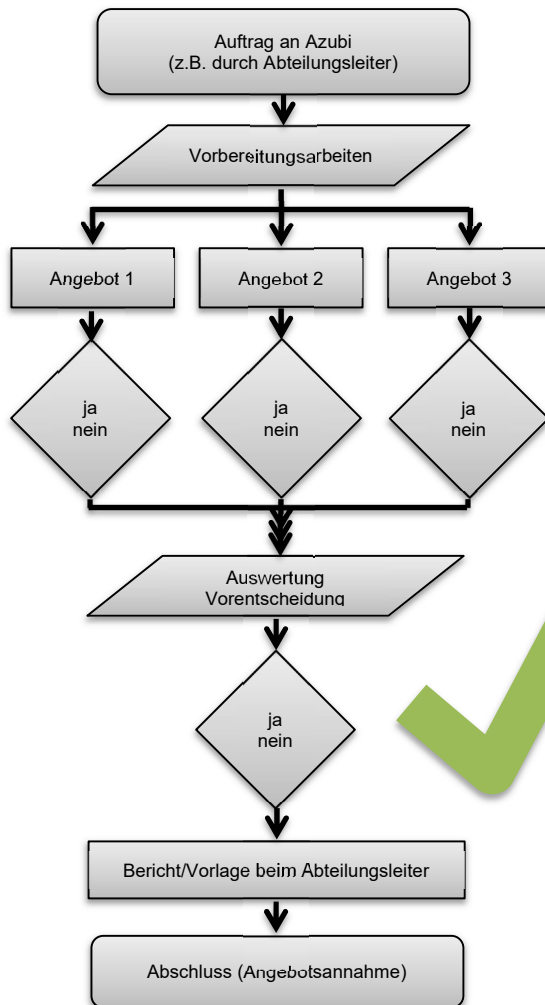 Auftrag an Azubi
(z.B. durch Abteilungsleiter)
Vorbereitungsarbeiten
Angebot 1
Angebot 2
Angebot 3
ja
nein
ja
nein
ja
nein
Auswertung
Vorentscheidung
ja
nein
Bericht/Vorlage beim Abteilungsleiter
Abschluss (Angebotsannahme)